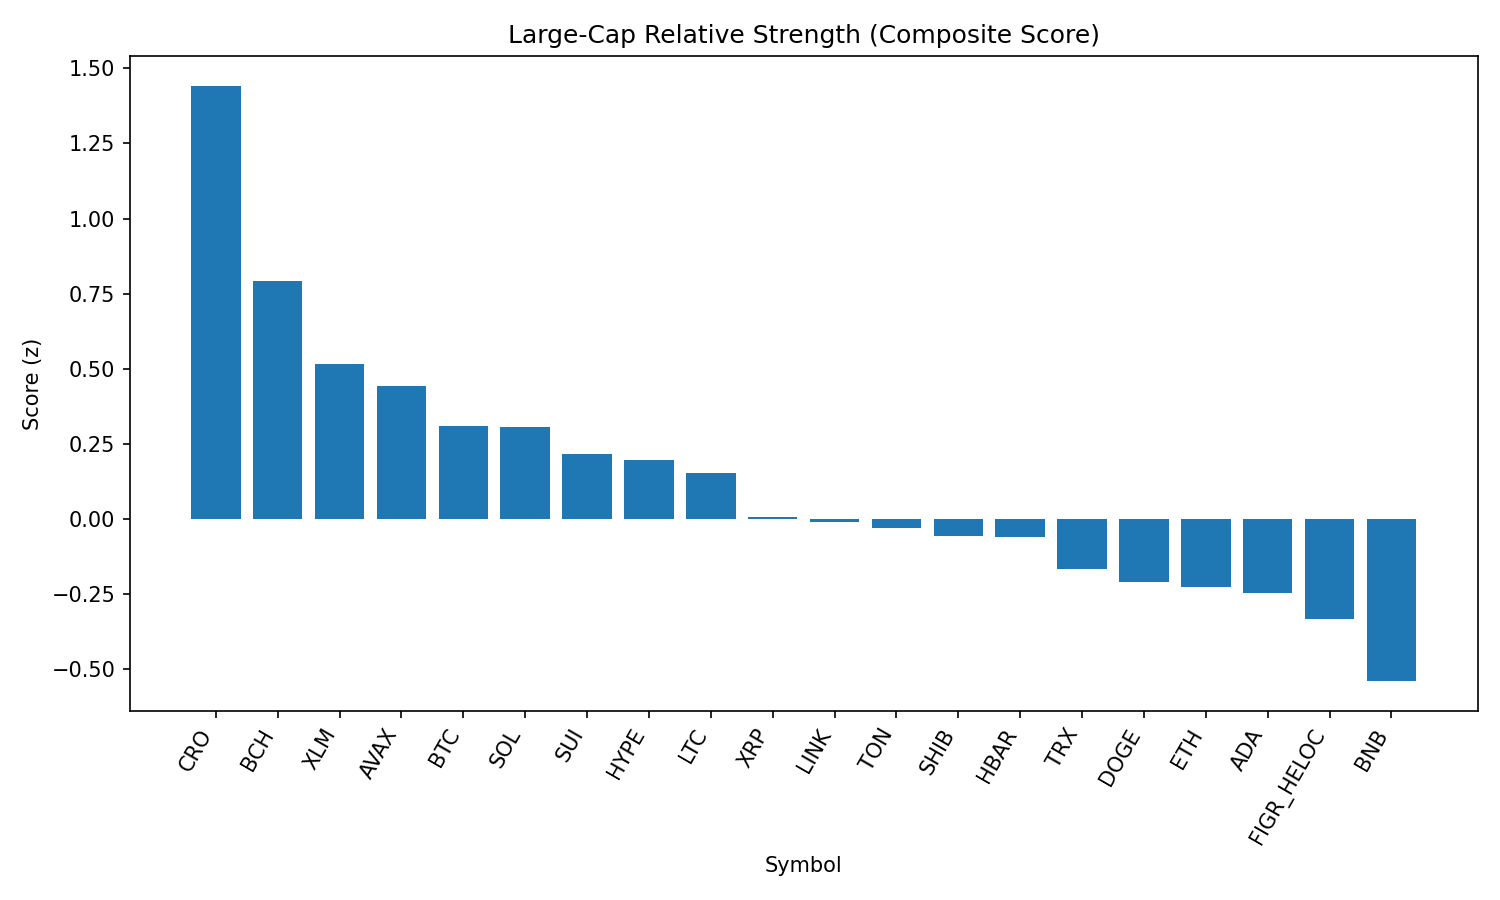 Large-Cap Relative Strength (Composite Score)
Score (z)
1.50
1.25
1.00
0.75
0.50
0.25
0.00
−0.25
−0.50
CRO
BCH
XLM
AVAX
BTC
SOL
SUI
HYPE
LTC
XRP
LINK
TON
SHIB
HBAR
TRX
DOGE
ETH
ADA
FIGR_HELOC
BNB
Symbol